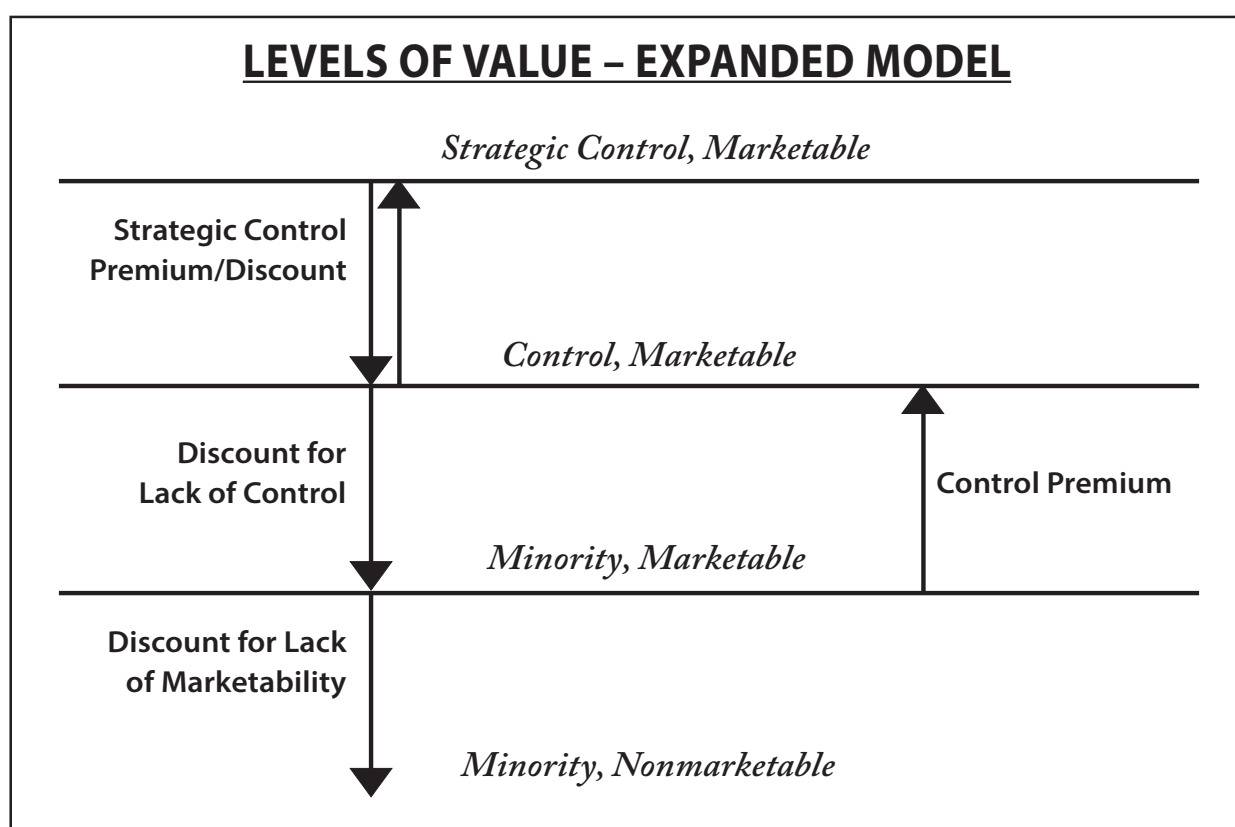 LEVELS OF VALUE – EXPANDED MODEL
Strategic Control, Marketable
Strategic Control
Premium/Discount
Control, Marketable
Discount for
Lack of Control
Control Premium
Minority, Marketable
Discount for Lack
of Marketability
Minority, Nonmarketable